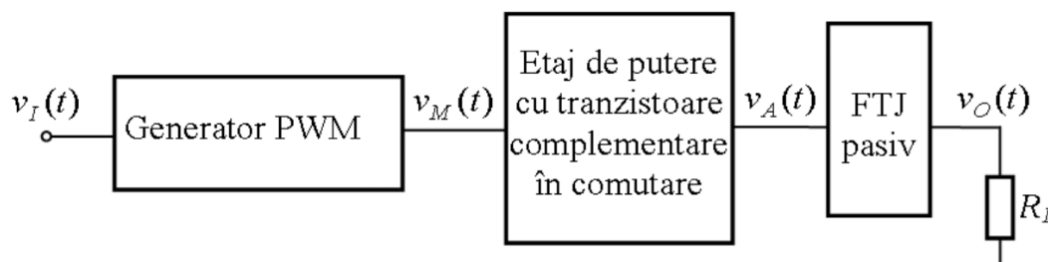 v_I(t)
Generator PWM
v_M(t)
Etaj de putere
cu tranzistoare
complementare
în comutare
v_A(t)
FTJ
pasiv
v_O(t)